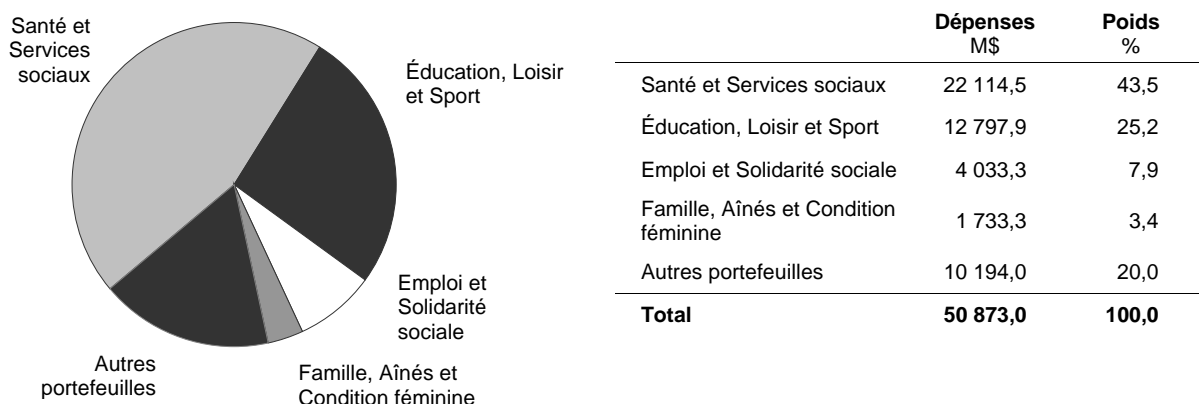 Santé et
Services
sociaux
Éducation, Loisir
et Sport
Emploi et
Solidarité
sociale
Famille, Aînés et
Condition féminine
Autres
portefeuilles
Dépenses Poids
M$ %
Santé et Services sociaux 22 114,5 43,5
Éducation, Loisir et Sport 12 797,9 25,2
Emploi et Solidarité sociale 4 033,3 7,9
Famille, Aînés et Condition
féminine 1 733,3 3,4
Autres portefeuilles 10 194,0 20,0
Total 50 873,0 100,0